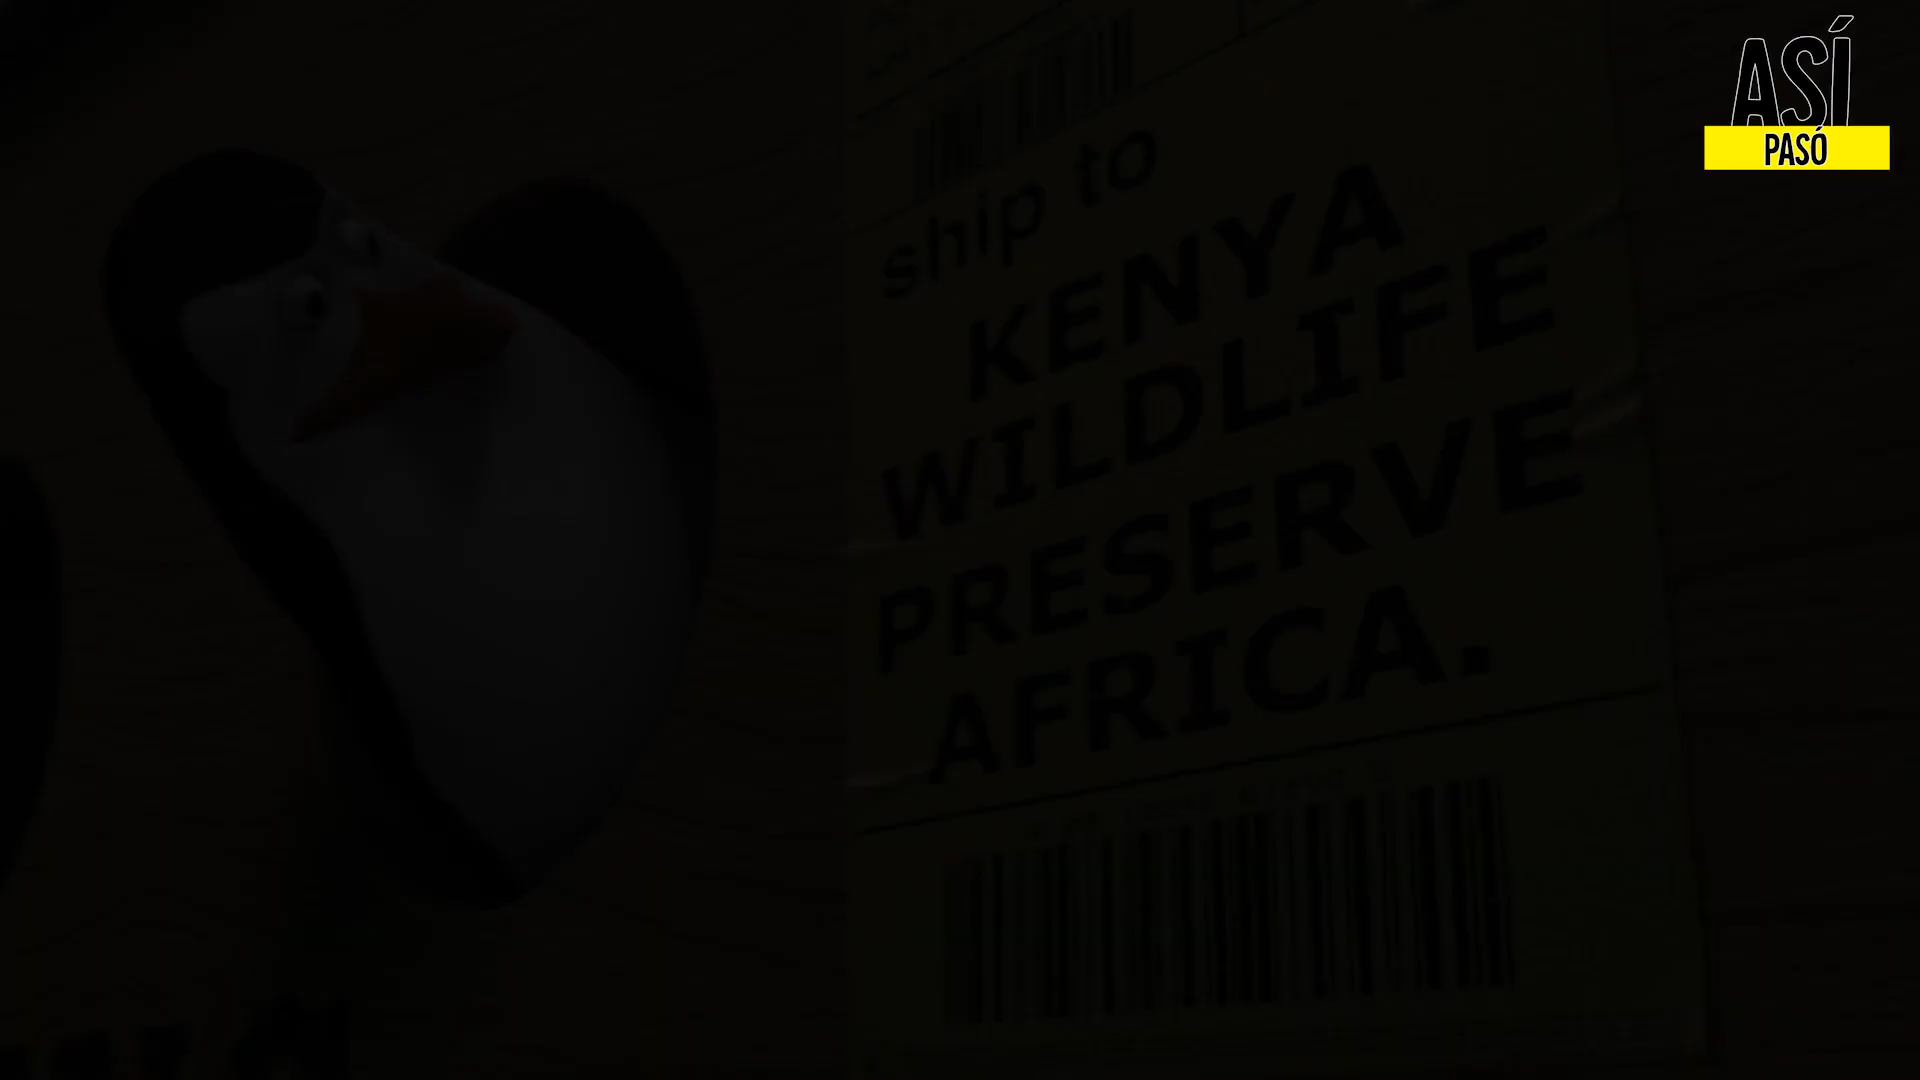 ASÍ
PASÓ
ship to
KENYA
WILDLIFE
PRESERVE
AFRICA.